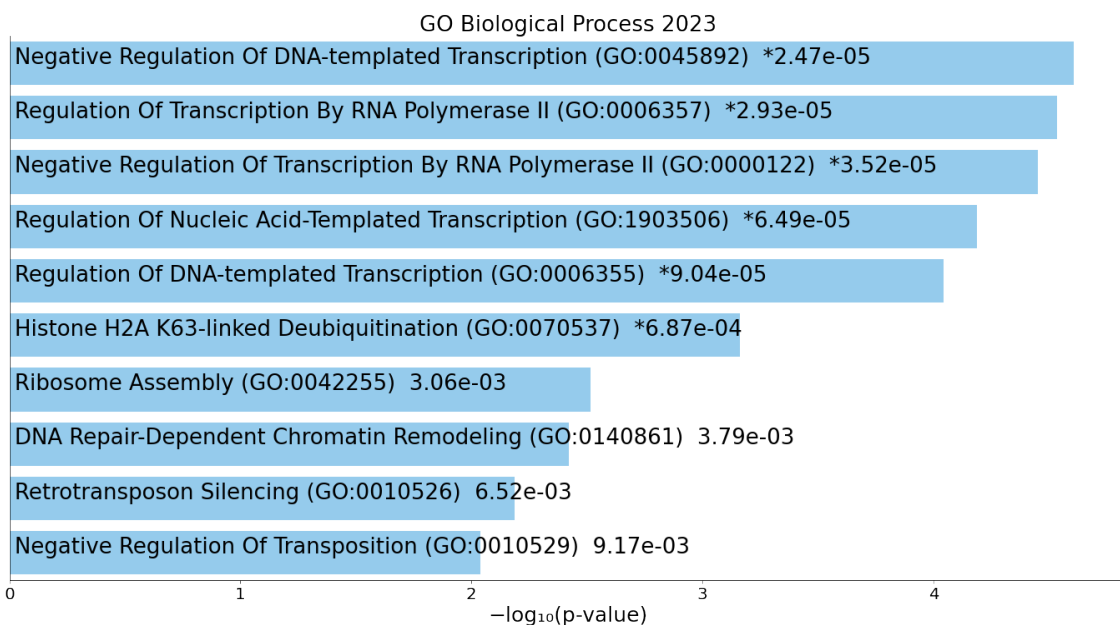 GO Biological Process 2023
Negative Regulation Of DNA-templated Transcription (GO:0045892)  *2.47e-05
Regulation Of Transcription By RNA Polymerase II (GO:0006357)  *2.93e-05
Negative Regulation Of Transcription By RNA Polymerase II (GO:0000122)  *3.52e-05
Regulation Of Nucleic Acid-Templated Transcription (GO:1903506)  *6.49e-05
Regulation Of DNA-templated Transcription (GO:0006355)  *9.04e-05
Histone H2A K63-linked Deubiquitination (GO:0070537)  *6.87e-04
Ribosome Assembly (GO:0042255)  3.06e-03
DNA Repair-Dependent Chromatin Remodeling (GO:0140861)  3.79e-03
Retrotransposon Silencing (GO:0010526)  6.52e-03
Negative Regulation Of Transposition (GO:0010529)  9.17e-03
0 1 2 3 4
−log₁₀(p-value)